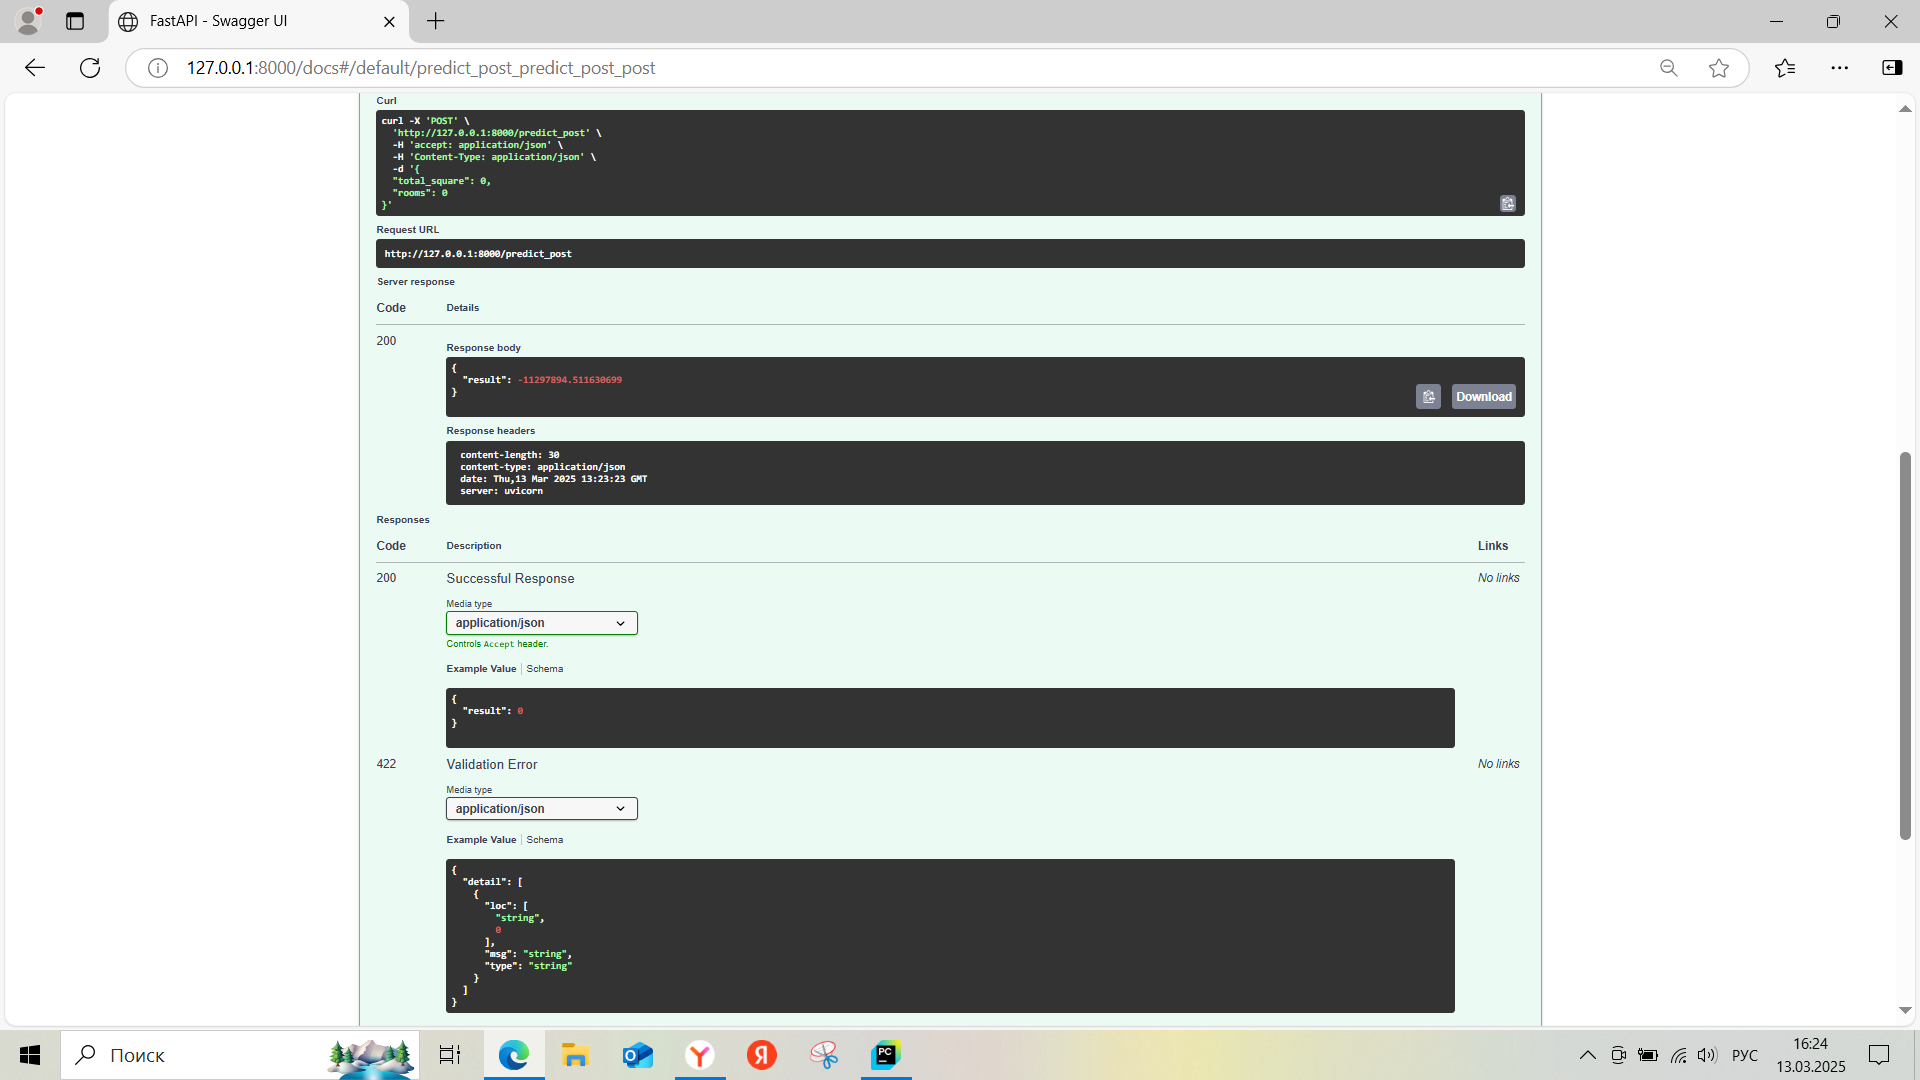 FastAPI - Swagger UI
127.0.0.1:8000/docs#/default/predict_post_predict_post_post
Curl
curl -X 'POST' \
'http://127.0.0.1:8000/predict_post' \
-H 'accept: application/json' \
-H 'Content-Type: application/json' \
-d '{
"total_square": 0,
"rooms": 0
}'
Request URL
http://127.0.0.1:8000/predict_post
Server response
Code Details
200
Response body
{
"result": -11297894.511630699
}
Download
Response headers
content-length: 30
content-type: application/json
date: Thu,13 Mar 2025 13:23:23 GMT
server: uvicorn
Responses
Code Description Links
200 Successful Response No links
Media type
application/json
Controls Accept header.
Example Value Schema
{
"result": 0
}
422 Validation Error No links
Media type
application/json
Example Value Schema
{
"detail": [
{
"loc": [
"string",
0
],
"msg": "string",
"type": "string"
}
]
}
Поиск
PC
РУС
16:24
13.03.2025